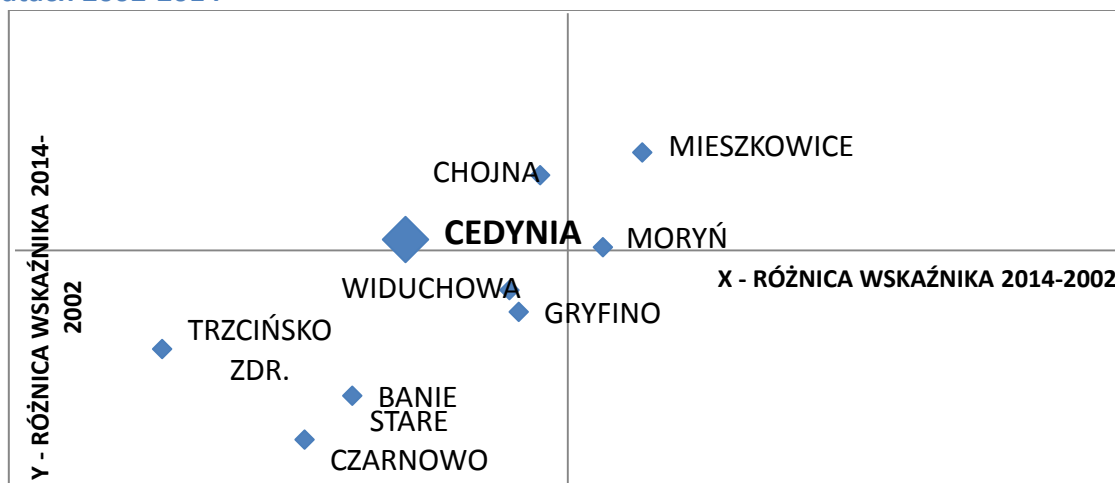 MIESZKOWICE
CHOJNA
CEDYNIA
MORYŃ
X - RÓŻNICA WSKAŹNIKA 2014-2002
WIDUCHOWA
GRYFINO
TRZCIŃSKO
ZDR.
BANIE
STARE
CZARNOWO
Y - RÓŻNICA WSKAŹNIKA 2014-
2002